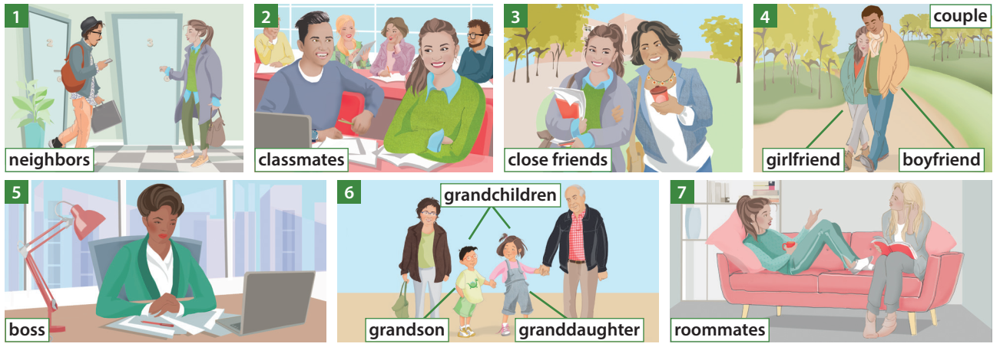 1
neighbors
2
classmates
3
close friends
4
couple
girlfriend
boyfriend
5
boss
6
grandchildren
grandson
granddaughter
7
roommates